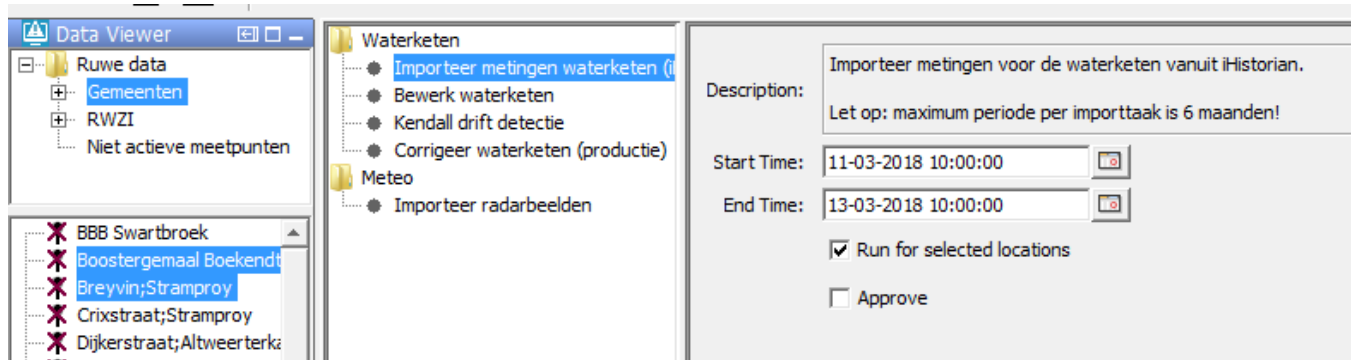 Data Viewer
Ruwe data
Gemeenten
RWZI
Niet actieve meetpunten
BBB Swartbroek
Boostergemaal Boekendt
Breyvin;Stramproy
Crixstraat;Stramproy
Dijkerstraat;Altweerterka
Waterketen
Importeer metingen waterketen (i
Bewerk waterketen
Kendall drift detectie
Corrigeer waterketen (productie)
Meteo
Importeer radarbeelden
Description:
Importeer metingen voor de waterketen vanuit iHistorian.
Let op: maximum periode per importtaak is 6 maanden!
Start Time: 11-03-2018 10:00:00
End Time: 13-03-2018 10:00:00
Run for selected locations
Approve